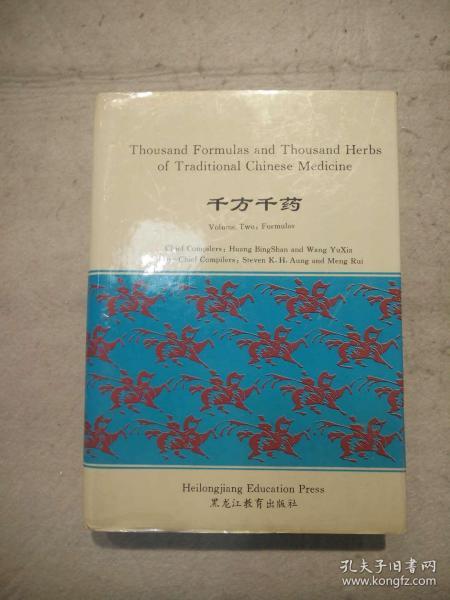 Thousand Formulas and Thousand Herbs
of Traditional Chinese Medicine
千方千药
Volume. Two: Formulas
Chief Compilers: Huang BingShan and Wang YuXia
Chief Compilers: Steven K. H. Aung and Meng Rui
Heilongjiang Education Press
黑龙江教育出版社
孔夫子旧书网
www.kongfz.com